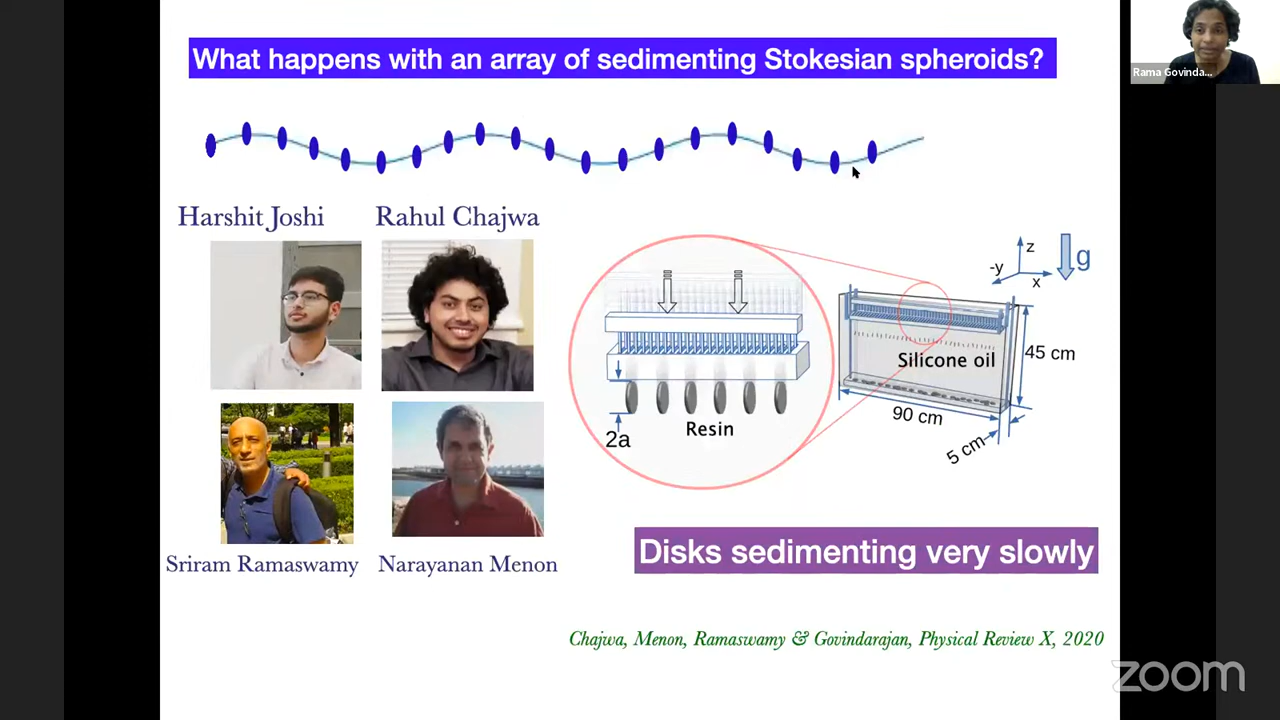 What happens with an array of sedimenting Stokesian spheroids?
Rama Govinda...
Harshit Joshi
Rahul Chajwa
Sriram Ramaswamy
Narayanan Menon
2a
Resin
z
-y
x
g
Silicone oil
45 cm
90 cm
5 cm
Disks sedimenting very slowly
Chajwa, Menon, Ramaswamy & Govindarajan, Physical Review X, 2020
zoom